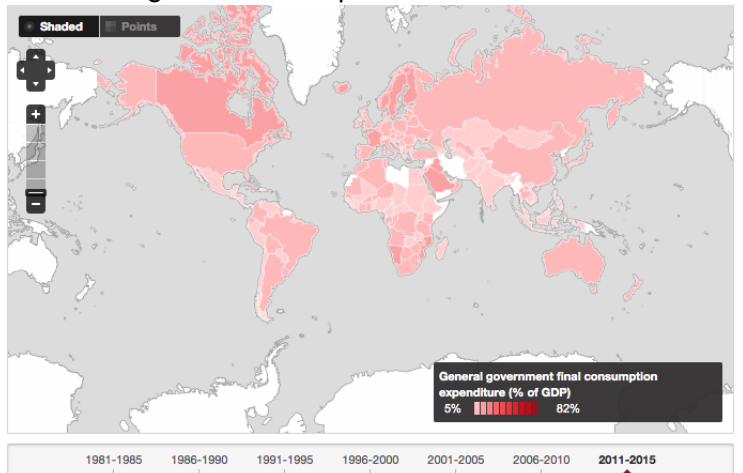 Shaded Points
+
−
General government final consumption
expenditure (% of GDP)
5% 82%
1981-1985 1986-1990 1991-1995 1996-2000 2001-2005 2006-2010 2011-2015